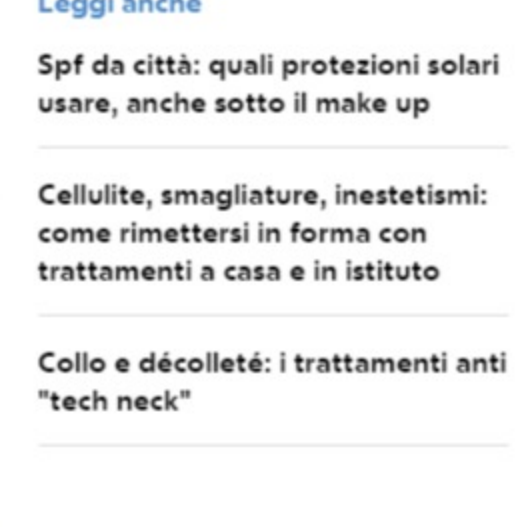 Leggi anche
Spf da città: quali protezioni solari
usare, anche sotto il make up
Cellulite, smagliature, inestetismi:
come rimettersi in forma con
trattamenti a casa e in istituto
Collo e décolleté: i trattamenti anti
"tech neck"